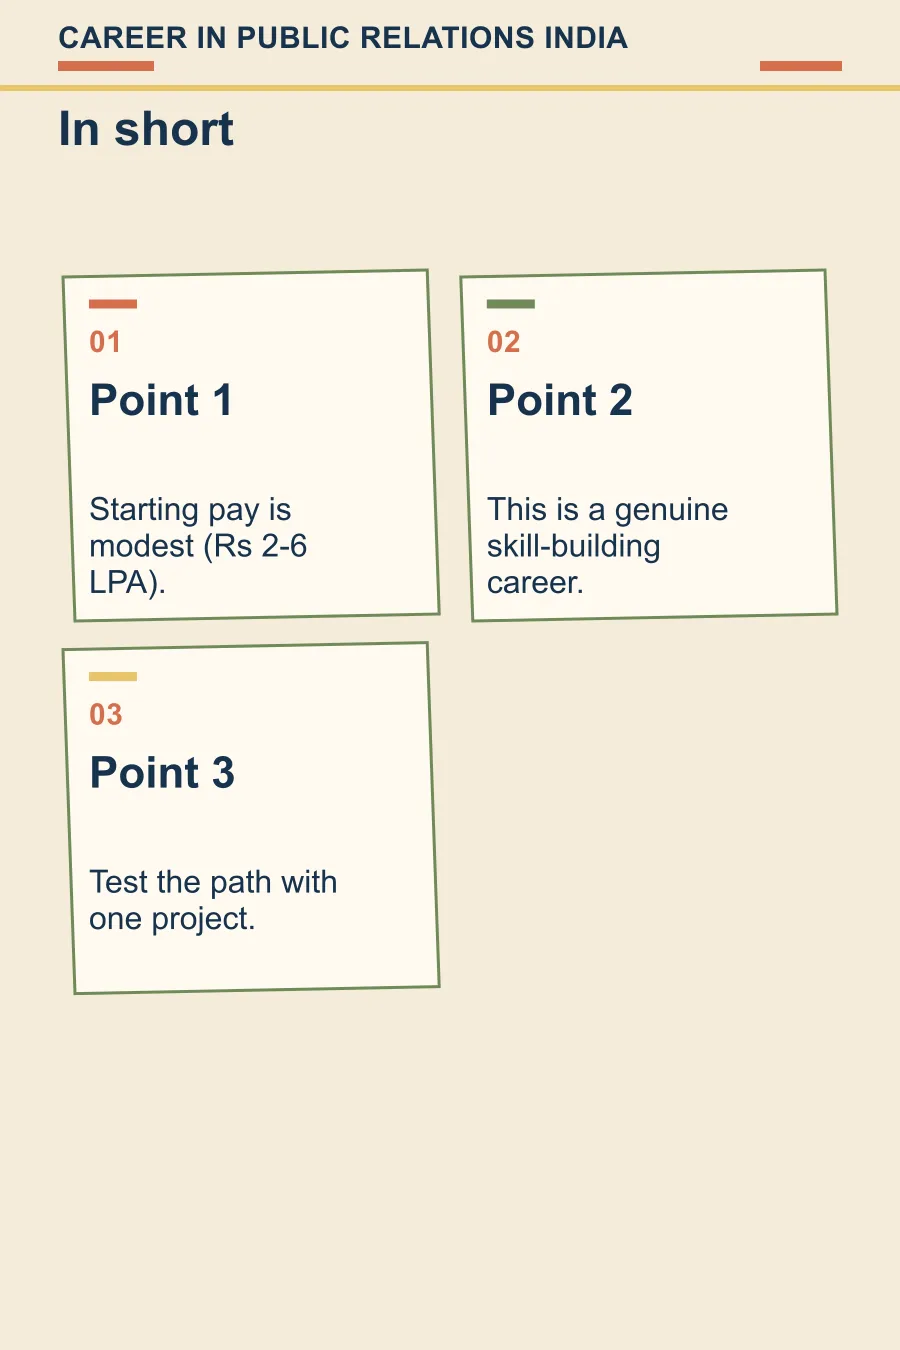 CAREER IN PUBLIC RELATIONS INDIA
In short
01
Point 1
Starting pay is
modest (Rs 2-6
LPA).
02
Point 2
This is a genuine
skill-building
career.
03
Point 3
Test the path with
one project.